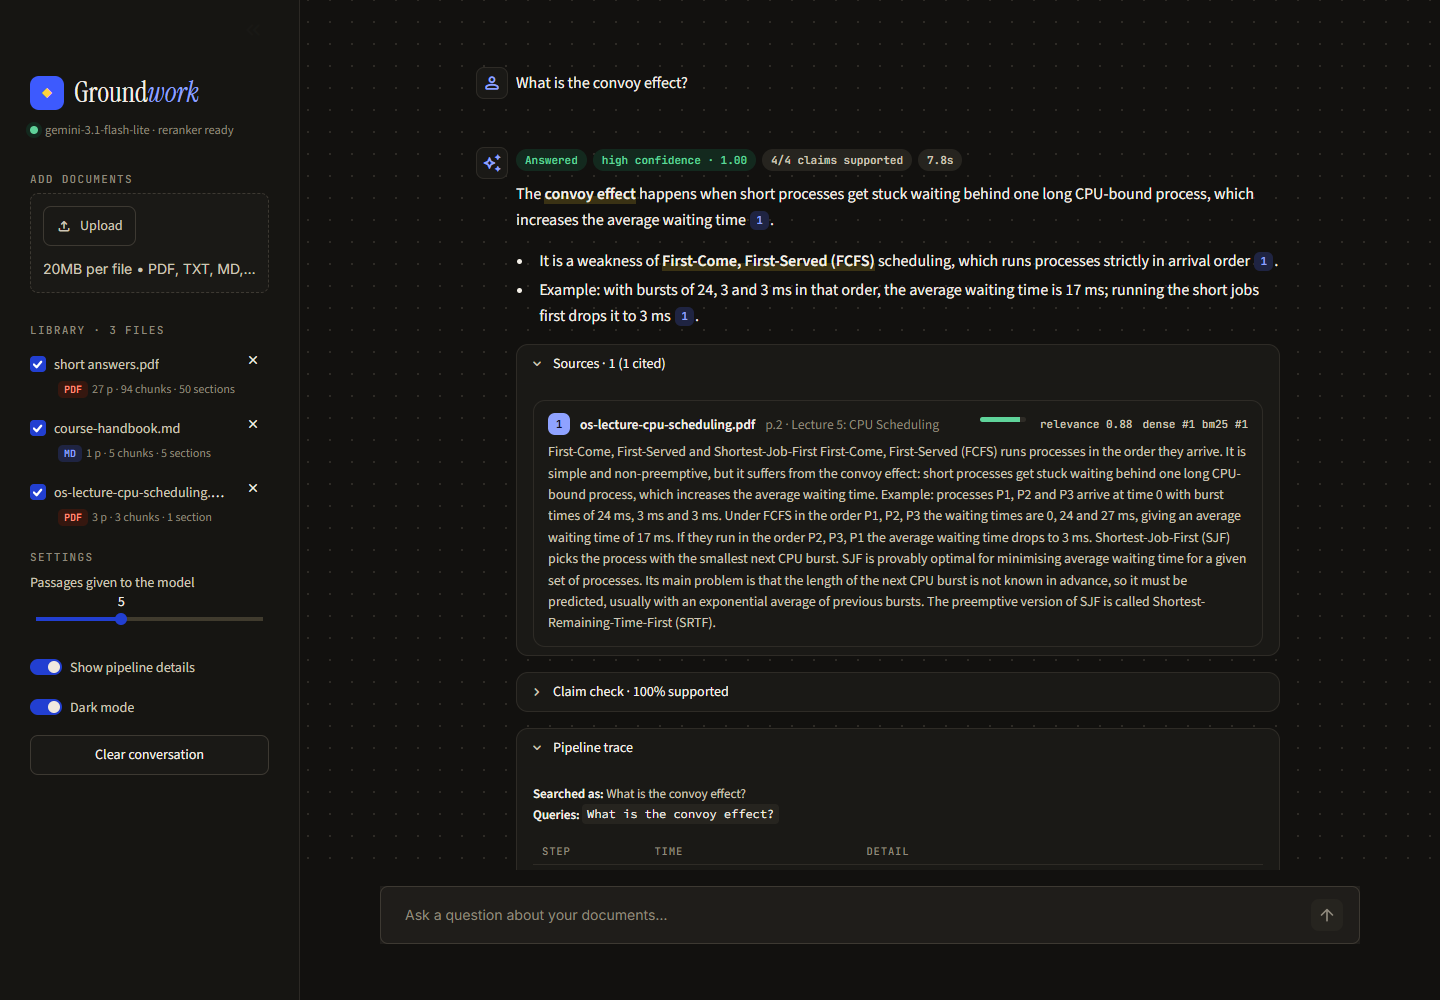 Groundwork
gemini-3.1-flash-lite · reranker ready
ADD DOCUMENTS
Upload
20MB per file • PDF, TXT, MD,...
LIBRARY · 3 FILES
short answers.pdf
PDF 27 p · 94 chunks · 50 sections
course-handbook.md
MD 1 p · 5 chunks · 5 sections
os-lecture-cpu-scheduling....
PDF 3 p · 3 chunks · 1 section
SETTINGS
Passages given to the model
5
Show pipeline details
Dark mode
Clear conversation
What is the convoy effect?
Answered high confidence · 1.00 4/4 claims supported 7.8s
The convoy effect happens when short processes get stuck waiting behind one long CPU-bound process, which
increases the average waiting time 1.
• It is a weakness of First-Come, First-Served (FCFS) scheduling, which runs processes strictly in arrival order 1.
• Example: with bursts of 24, 3 and 3 ms in that order, the average waiting time is 17 ms; running the short jobs
first drops it to 3 ms 1.
Sources · 1 (1 cited)
1 os-lecture-cpu-scheduling.pdf p.2 · Lecture 5: CPU Scheduling relevance 0.88 dense #1 bm25 #1
First-Come, First-Served and Shortest-Job-First First-Come, First-Served (FCFS) runs processes in the order they arrive. It is
simple and non-preemptive, but it suffers from the convoy effect: short processes get stuck waiting behind one long CPU-
bound process, which increases the average waiting time. Example: processes P1, P2 and P3 arrive at time 0 with burst
times of 24 ms, 3 ms and 3 ms. Under FCFS in the order P1, P2, P3 the waiting times are 0, 24 and 27 ms, giving an average
waiting time of 17 ms. If they run in the order P2, P3, P1 the average waiting time drops to 3 ms. Shortest-Job-First (SJF)
picks the process with the smallest next CPU burst. SJF is provably optimal for minimising average waiting time for a given
set of processes. Its main problem is that the length of the next CPU burst is not known in advance, so it must be
predicted, usually with an exponential average of previous bursts. The preemptive version of SJF is called Shortest-
Remaining-Time-First (SRTF).
Claim check · 100% supported
Pipeline trace
Searched as: What is the convoy effect?
Queries: What is the convoy effect?
STEP TIME DETAIL
Ask a question about your documents...